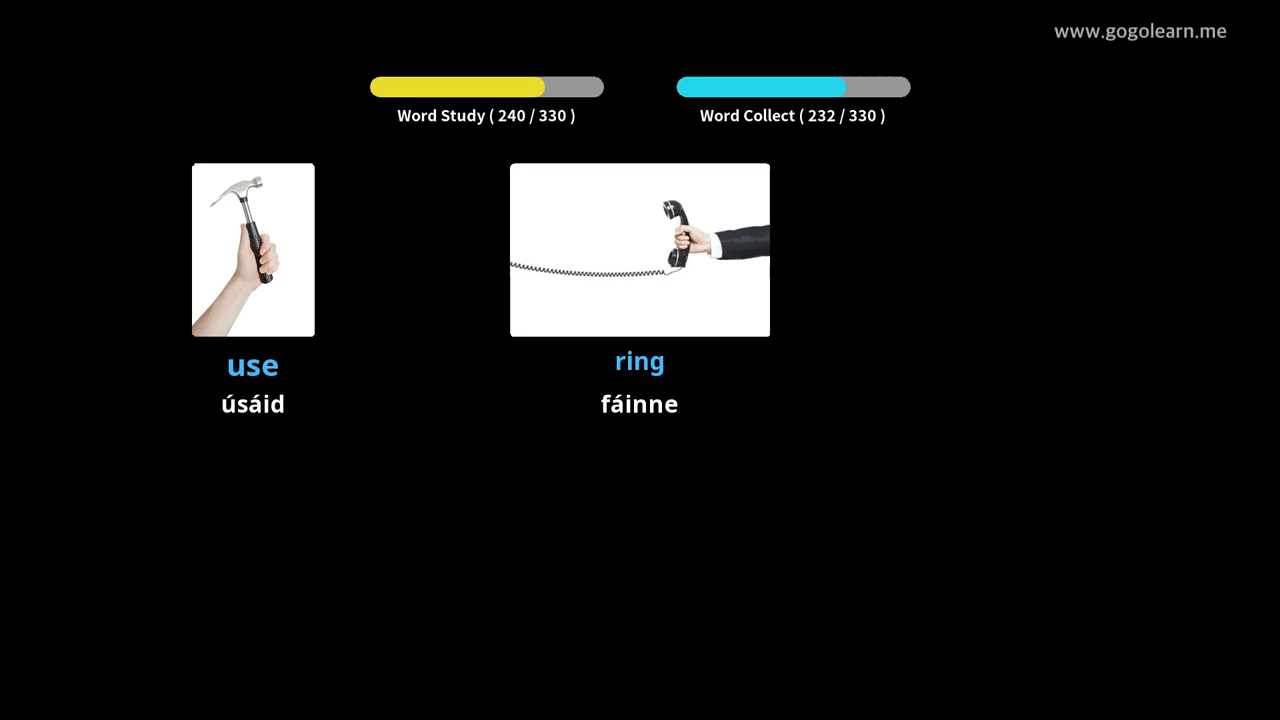 www.gogolearn.me
Word Study ( 240 / 330 )
Word Collect ( 232 / 330 )
use
ring
úsáid
fáinne